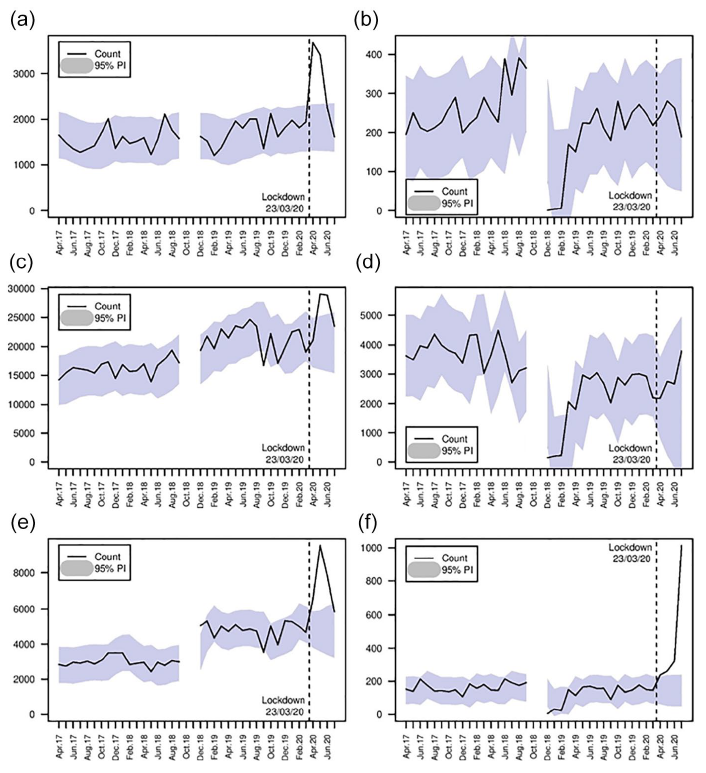 (a)
Count
95% PI
3000
2000
1000
0
Lockdown
23/03/20
Apr.17
Jun.17
Aug.17
Oct.17
Dec.17
Feb.18
Apr.18
Jun.18
Aug.18
Oct.18
Dec.18
Feb.19
Apr.19
Jun.19
Aug.19
Oct.19
Dec.19
Feb.20
Apr.20
Jun.20
(b)
400
300
200
100
0
Count
95% PI
Lockdown
23/03/20
Apr.17
Jun.17
Aug.17
Oct.17
Dec.17
Feb.18
Apr.18
Jun.18
Aug.18
Oct.18
Dec.18
Feb.19
Apr.19
Jun.19
Aug.19
Oct.19
Dec.19
Feb.20
Apr.20
Jun.20
(c)
30000
25000
20000
15000
10000
5000
0
Count
95% PI
Lockdown
23/03/20
Apr.17
Jun.17
Aug.17
Oct.17
Dec.17
Feb.18
Apr.18
Jun.18
Aug.18
Oct.18
Dec.18
Feb.19
Apr.19
Jun.19
Aug.19
Oct.19
Dec.19
Feb.20
Apr.20
Jun.20
(d)
5000
4000
3000
2000
1000
0
Count
95% PI
Lockdown
23/03/20
Apr.17
Jun.17
Aug.17
Oct.17
Dec.17
Feb.18
Apr.18
Jun.18
Aug.18
Oct.18
Dec.18
Feb.19
Apr.19
Jun.19
Aug.19
Oct.19
Dec.19
Feb.20
Apr.20
Jun.20
(e)
8000
6000
4000
2000
0
Count
95% PI
Lockdown
23/03/20
Apr.17
Jun.17
Aug.17
Oct.17
Dec.17
Feb.18
Apr.18
Jun.18
Aug.18
Oct.18
Dec.18
Feb.19
Apr.19
Jun.19
Aug.19
Oct.19
Dec.19
Feb.20
Apr.20
Jun.20
(f)
1000
800
600
400
200
0
Count
95% PI
Lockdown
23/03/20
Apr.17
Jun.17
Aug.17
Oct.17
Dec.17
Feb.18
Apr.18
Jun.18
Aug.18
Oct.18
Dec.18
Feb.19
Apr.19
Jun.19
Aug.19
Oct.19
Dec.19
Feb.20
Apr.20
Jun.20